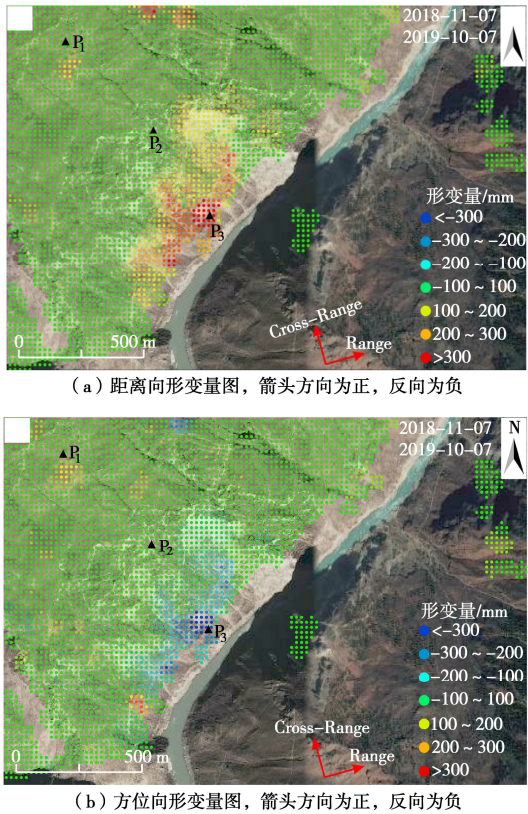 2018-11-07
2019-10-07
P1
P2
P3
形变量/mm
<-300
-300～-200
-200～-100
-100～100
100～200
200～300
>300
Cross-Range
Range
0 500 m
（a）距离向形变量图，箭头方向为正，反向为负
2018-11-07
2019-10-07
N
P1
P2
P3
形变量/mm
<-300
-300～-200
-200～-100
-100～100
100～200
200～300
>300
Cross-Range
Range
0 500 m
（b）方位向形变量图，箭头方向为正，反向为负